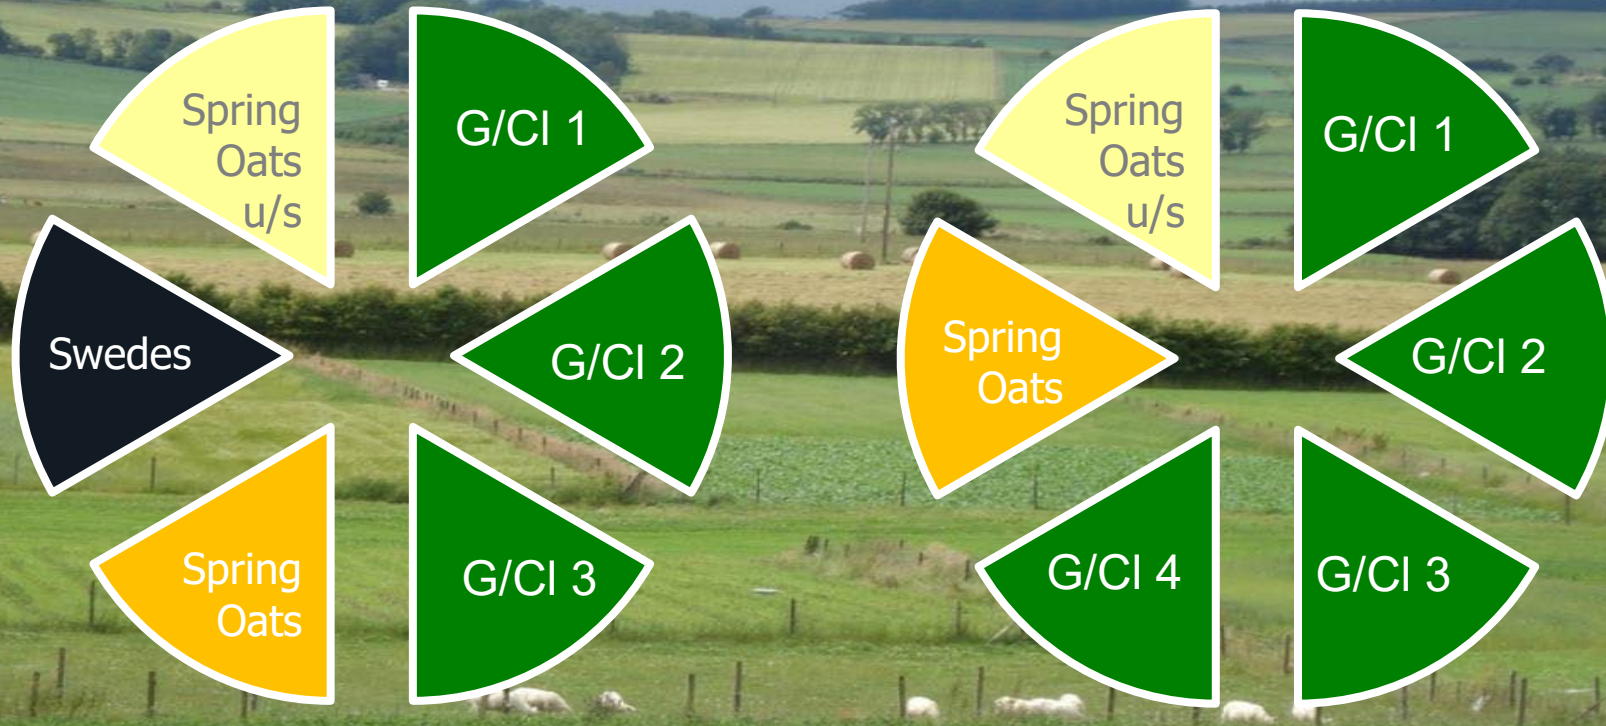 Spring
Oats
u/s
G/Cl 1
Swedes
G/Cl 2
Spring
Oats
G/Cl 3
Spring
Oats
u/s
G/Cl 1
Spring
Oats
G/Cl 2
G/Cl 4
G/Cl 3